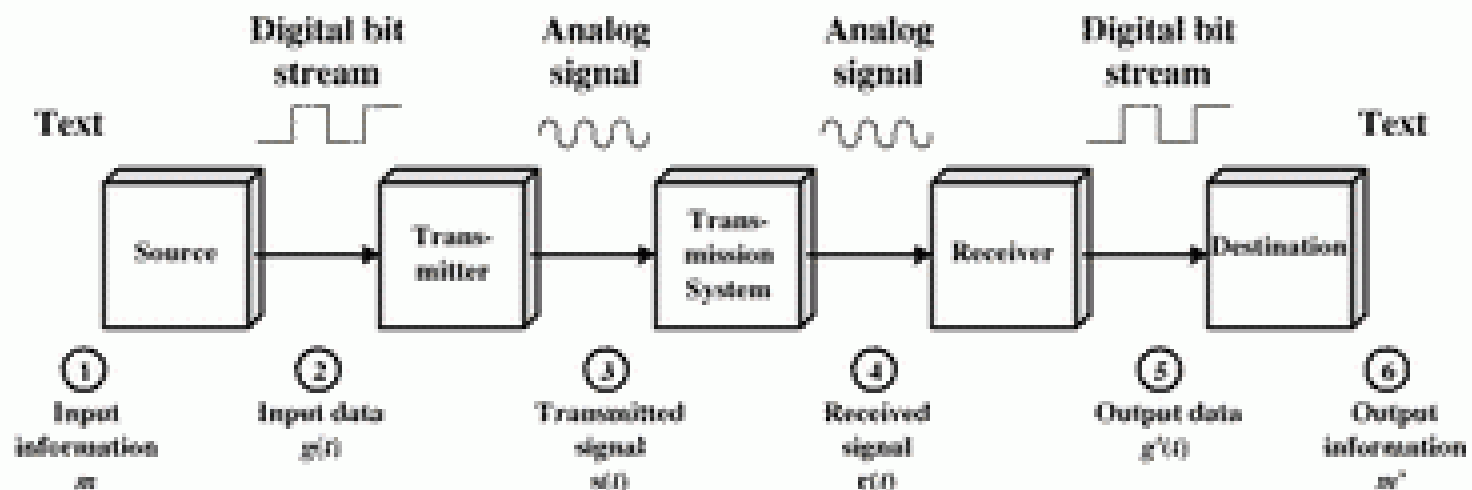 Digital bit
stream
Analog
signal
Analog
signal
Digital bit
stream
Text
Text
Source
Trans-
mitter
Trans-
mission
System
Receiver
Destination
1
Input
information
m
2
Input data
g(t)
3
Transmitted
signal
s(t)
4
Received
signal
r(t)
5
Output data
g'(t)
6
Output
information
m'